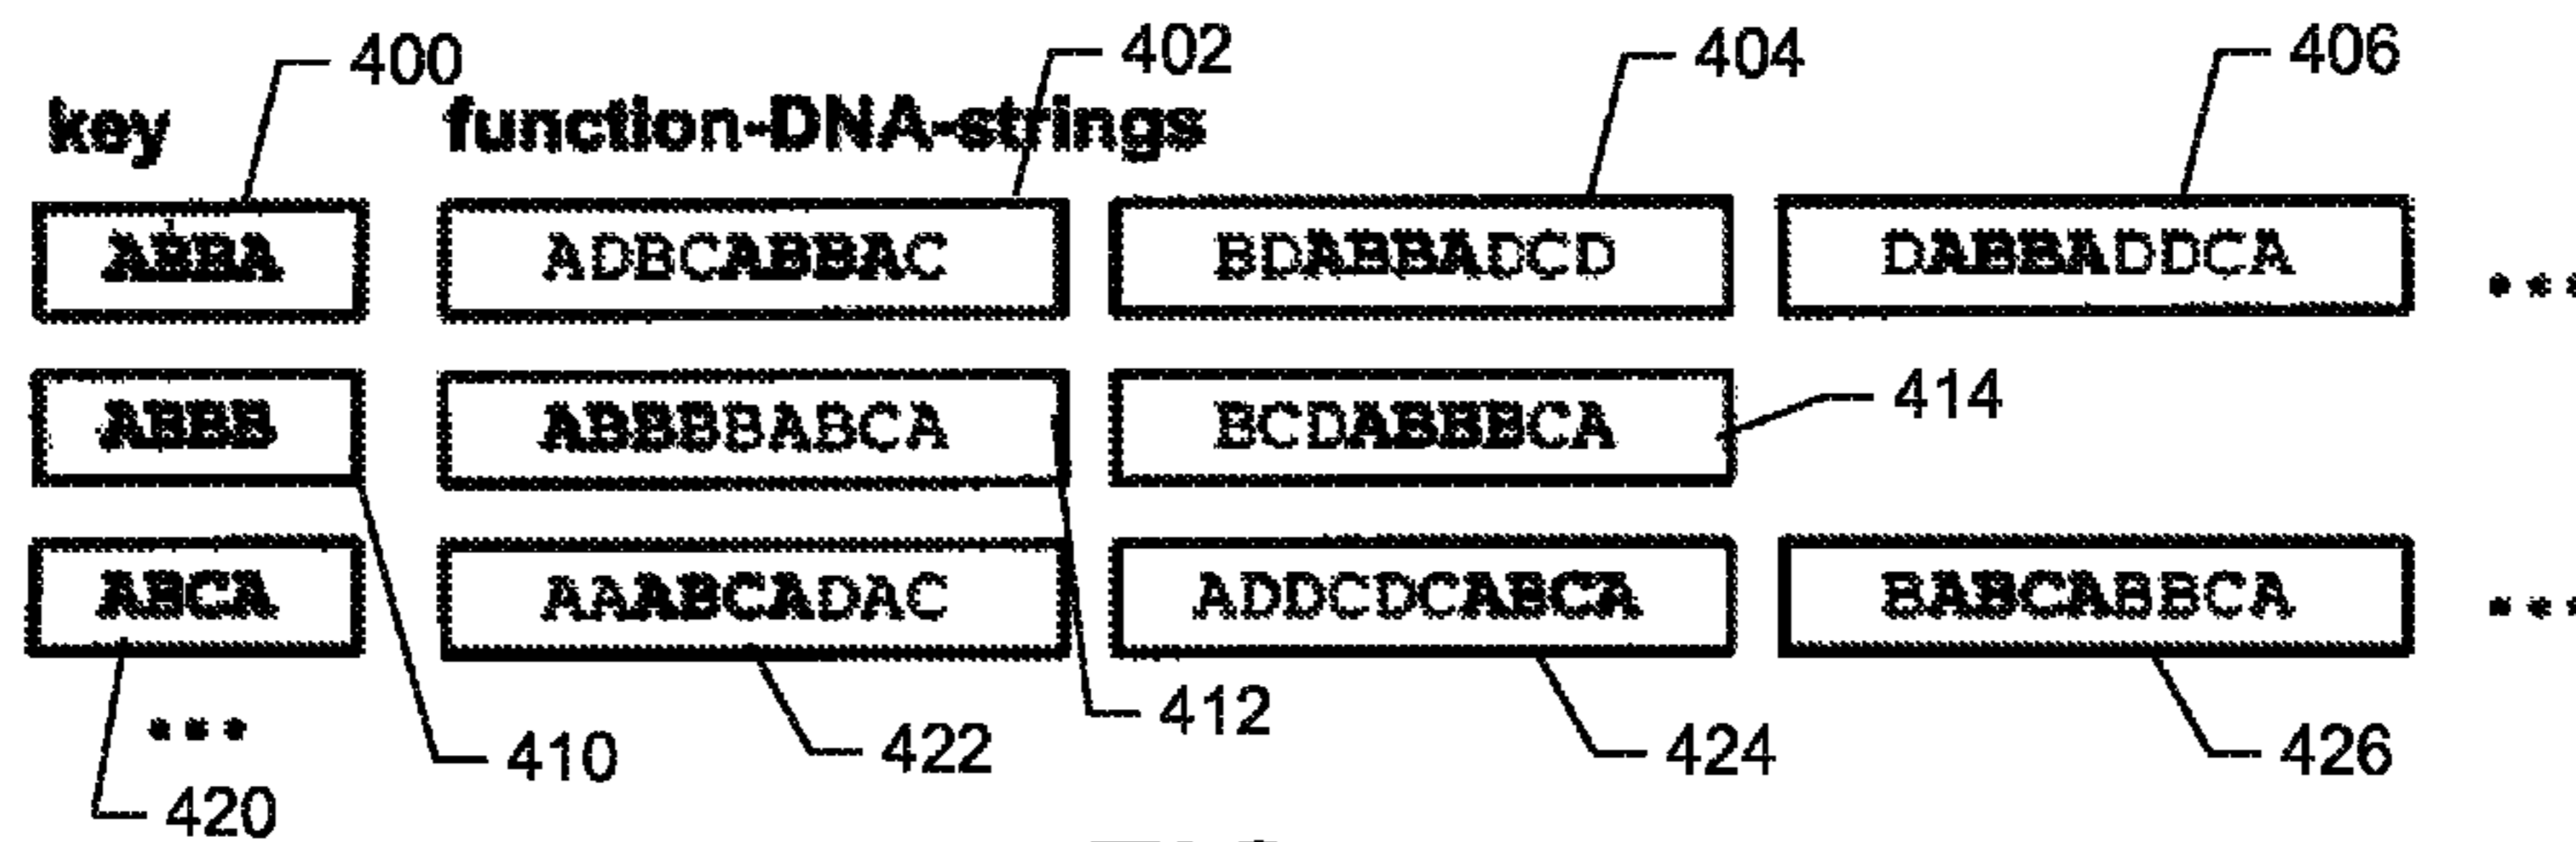 400 402 404 406
key function-DNA-strings
ABBA ADBCABBAC BDABBADCD DABBADDCA ...
ABBB ABBBBABCA BCDABBBCA 414
ABCA AAABCADAC ADDCDCABCA BABCABBCA ...
... 410 422 412 424 426
420